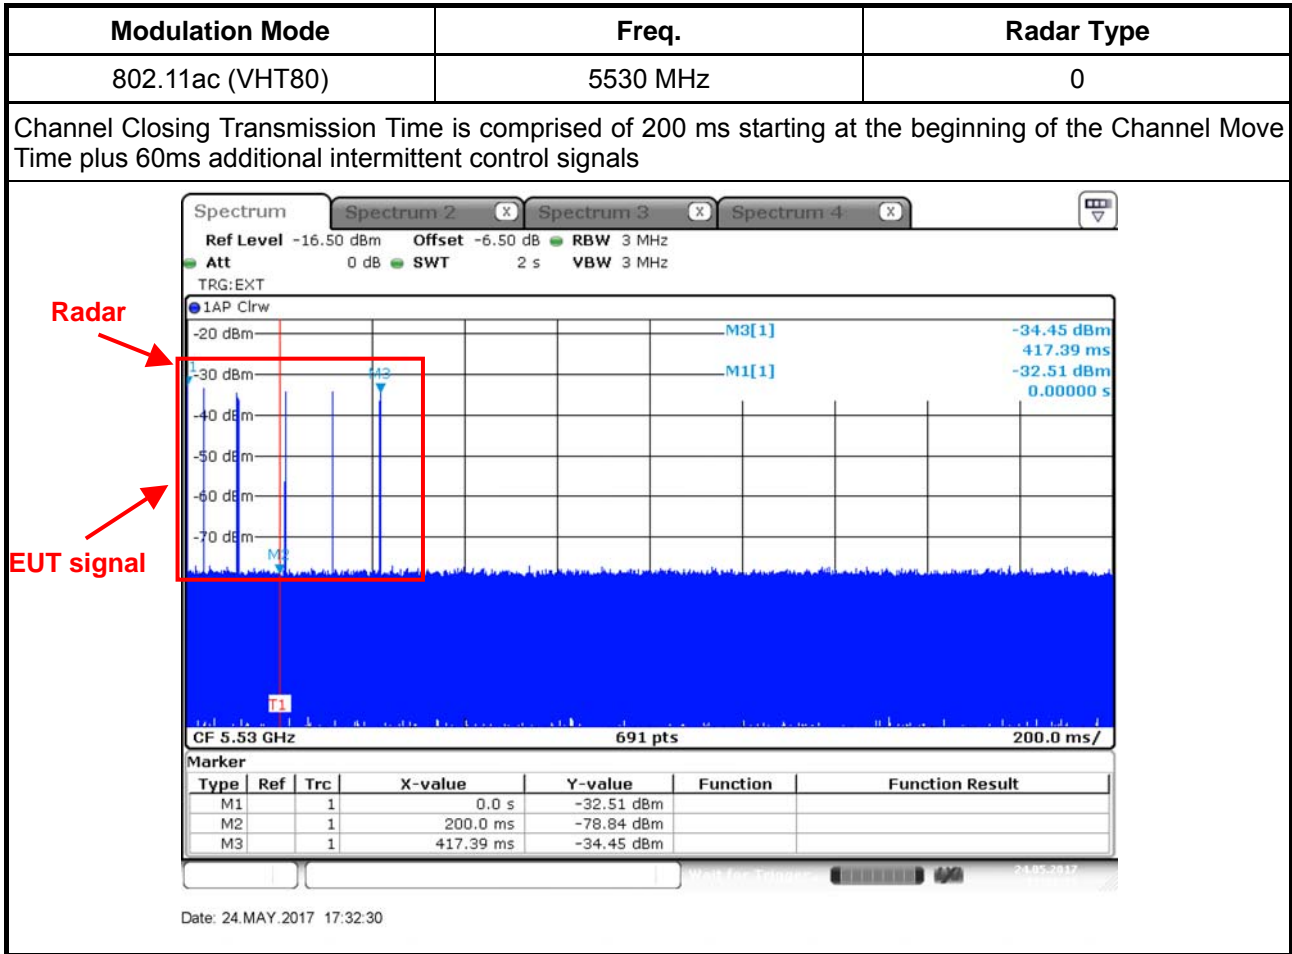 Modulation Mode Freq. Radar Type
802.11ac (VHT80) 5530 MHz 0
Channel Closing Transmission Time is comprised of 200 ms starting at the beginning of the Channel Move
Time plus 60ms additional intermittent control signals
Spectrum Spectrum 2 X Spectrum 3 X Spectrum 4 X
Ref Level -16.50 dBm Offset -6.50 dB RBW 3 MHz
Att 0 dB SWT 2 s VBW 3 MHz
TRG:EXT
1AP Clrw
Radar
-20 dBm M3[1] -34.45 dBm
417.39 ms
-30 dBm M3 M1[1] -32.51 dBm
0.00000 s
-40 dBm
-50 dBm
-60 dBm
-70 dBm
M2
EUT signal
T1
CF 5.53 GHz 691 pts 200.0 ms/
Marker
Type Ref Trc X-value Y-value Function Function Result
M1 1 0.0 s -32.51 dBm
M2 1 200.0 ms -78.84 dBm
M3 1 417.39 ms -34.45 dBm
24.05.2017
Date: 24.MAY.2017 17:32:30